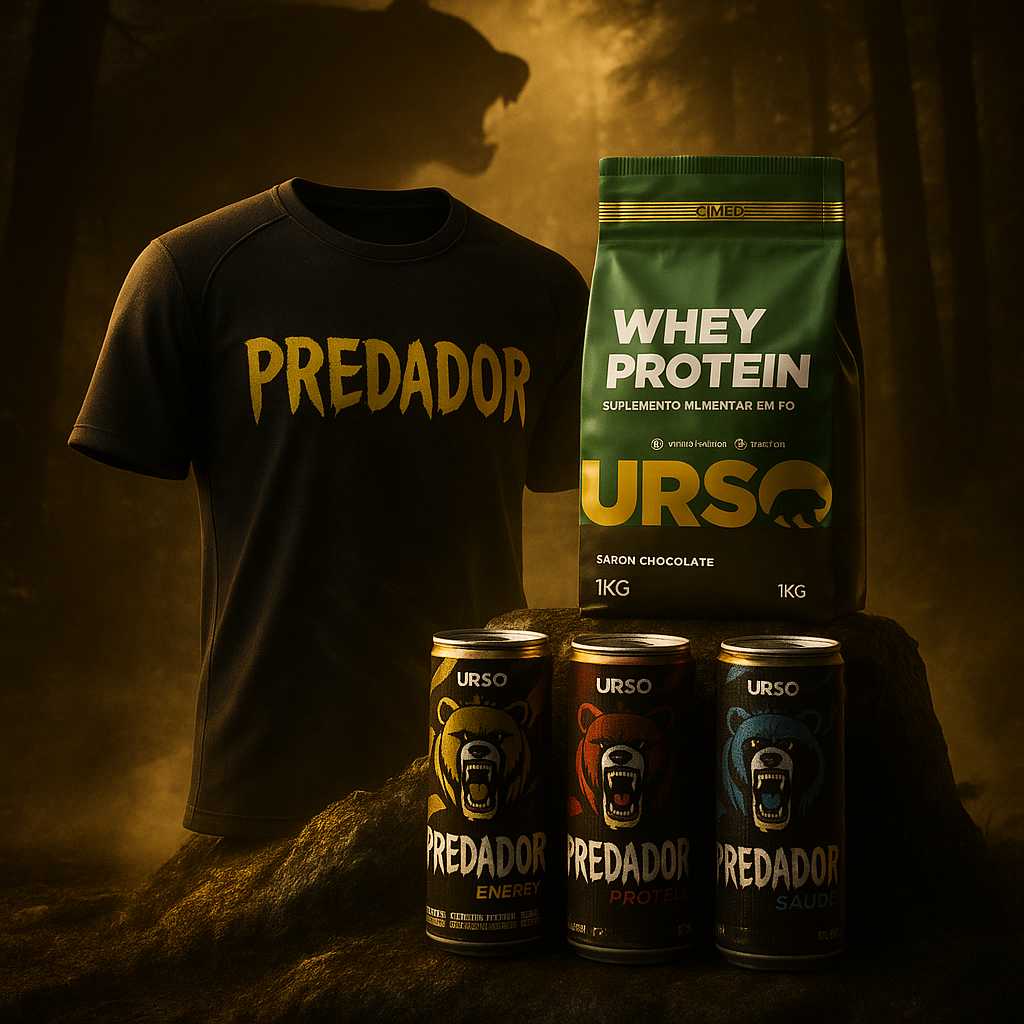 PREDADOR
CIMED
WHEY
PROTEIN
SUPLEMENTO MLMENTAR EM FO
URSO
SARON CHOCOLATE
1KG
1KG
URSO
PREDADOR
ENEREY
URSO
PREDADOR
PROTEU
URSO
PREDADOR
SAUDE